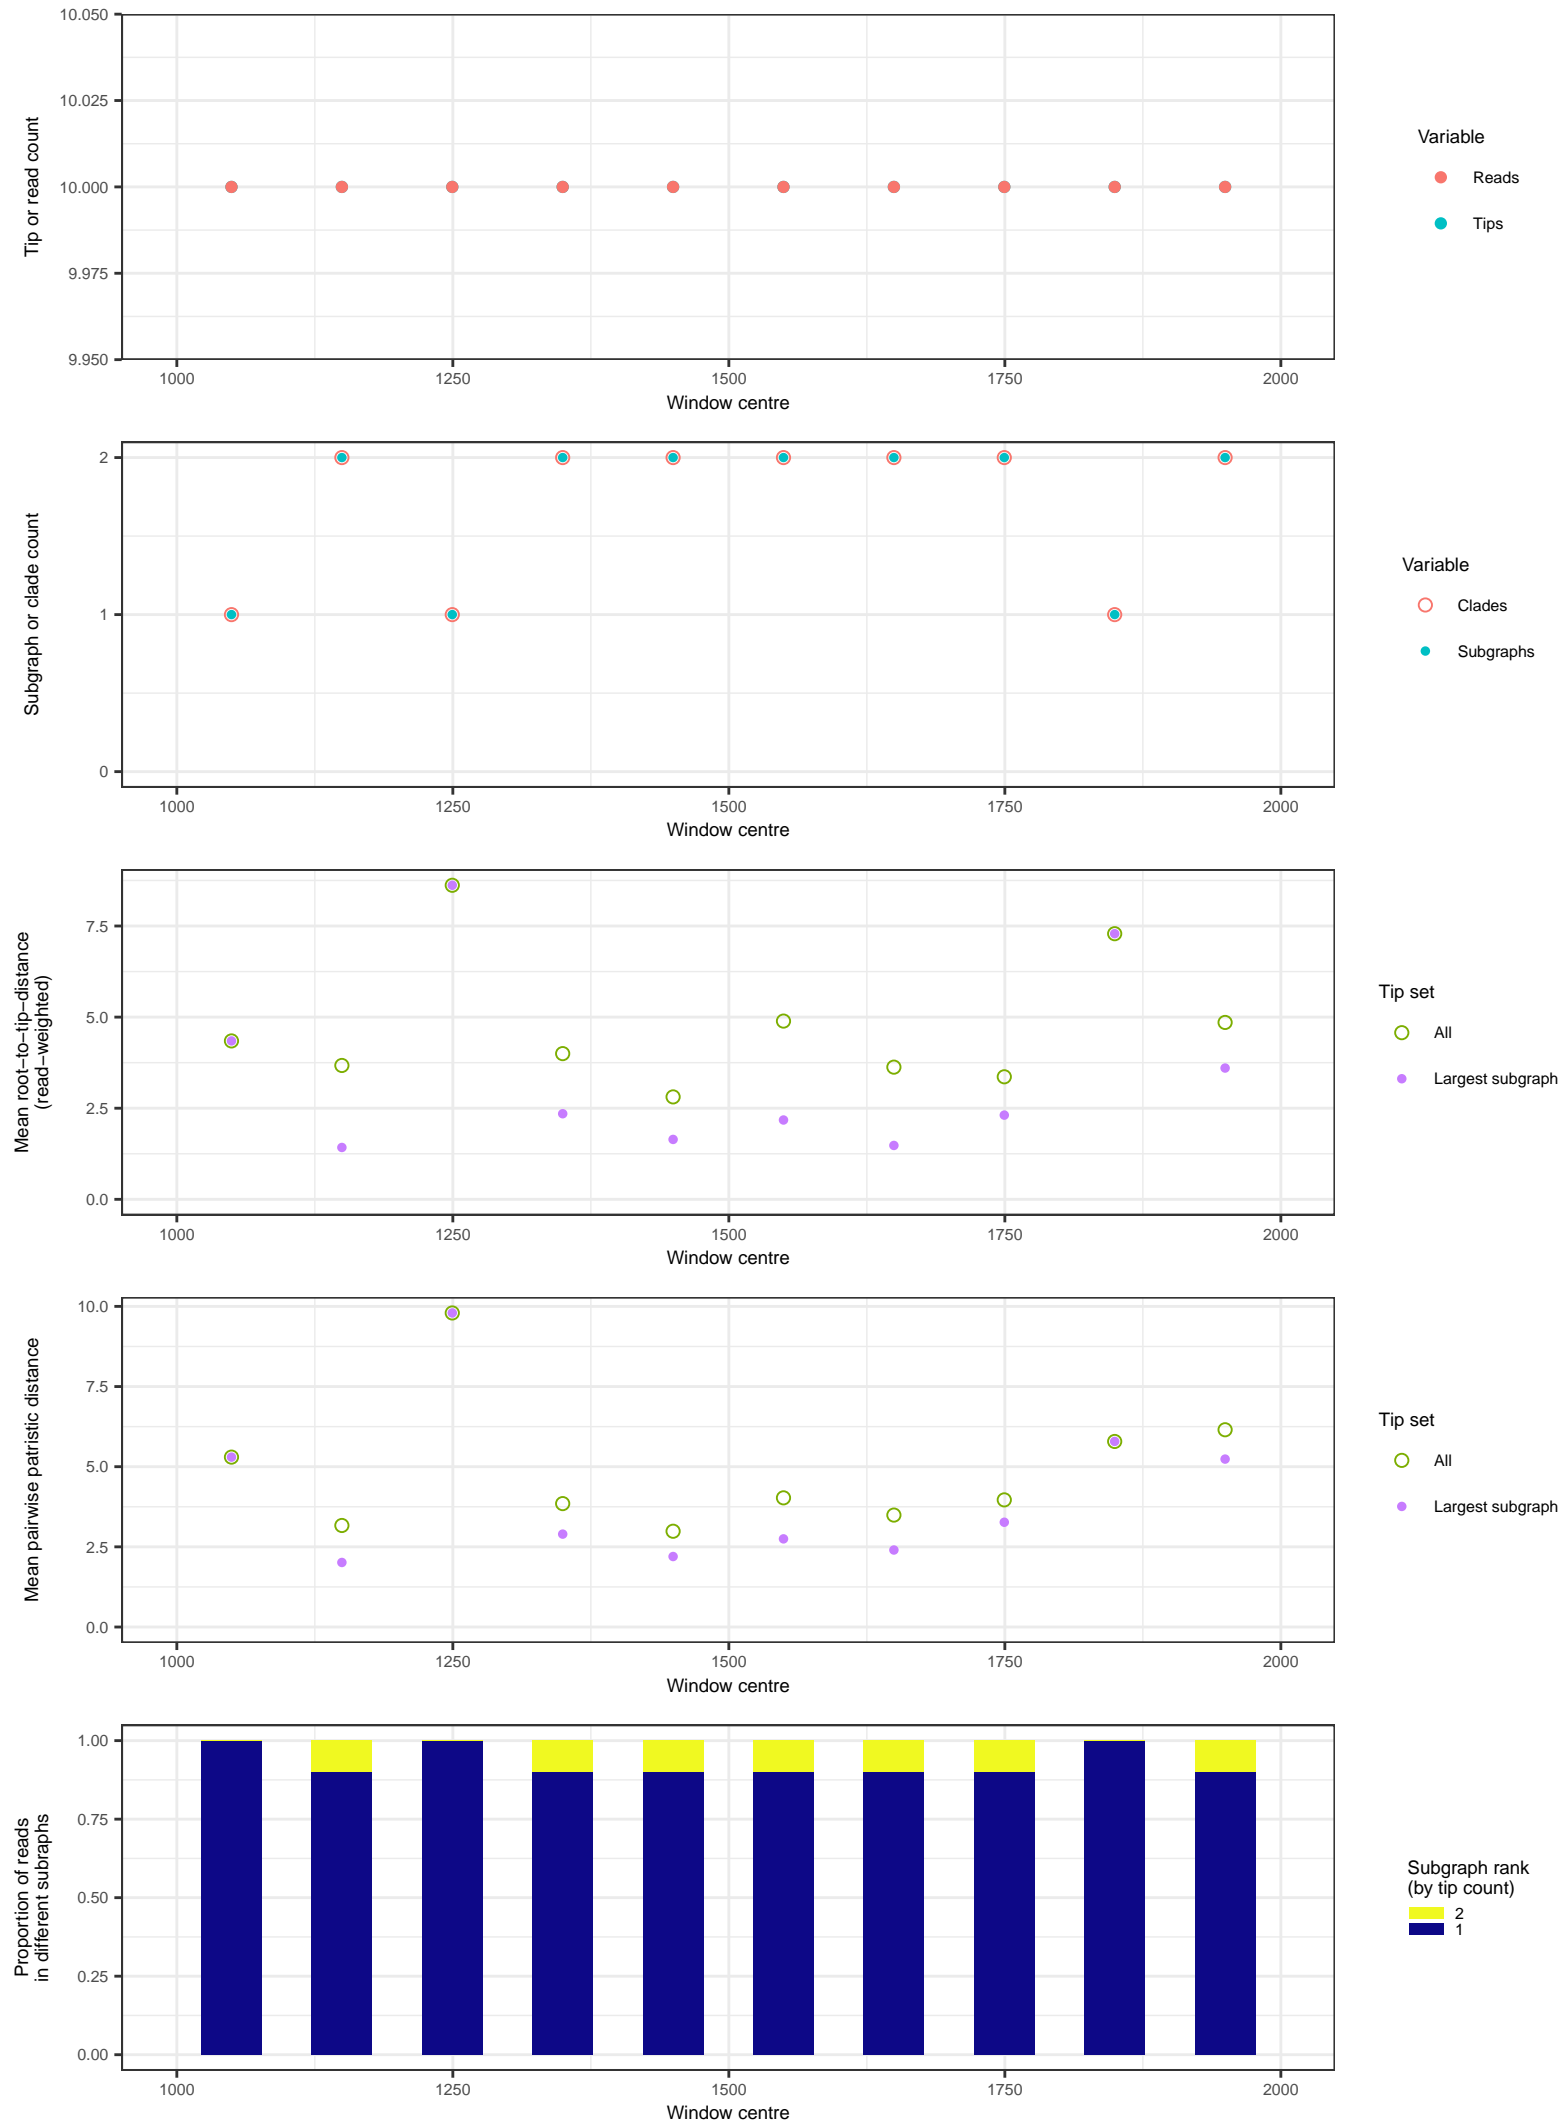 10.050
10.025
10.000
9.975
9.950
Tip or read count
1000 1250 1500 1750 2000
Window centre
Variable
Reads
Tips
2
1
0
Subgraph or clade count
1000 1250 1500 1750 2000
Window centre
Variable
Clades
Subgraphs
7.5
5.0
2.5
0.0
Mean root−to−tip−distance
(read−weighted)
1000 1250 1500 1750 2000
Window centre
Tip set
All
Largest subgraph
10.0
7.5
5.0
2.5
0.0
Mean pairwise patristic distance
1000 1250 1500 1750 2000
Window centre
Tip set
All
Largest subgraph
1.00
0.75
0.50
0.25
0.00
Proportion of reads
in different subraphs
1000 1250 1500 1750 2000
Window centre
Subgraph rank
(by tip count)
2
1